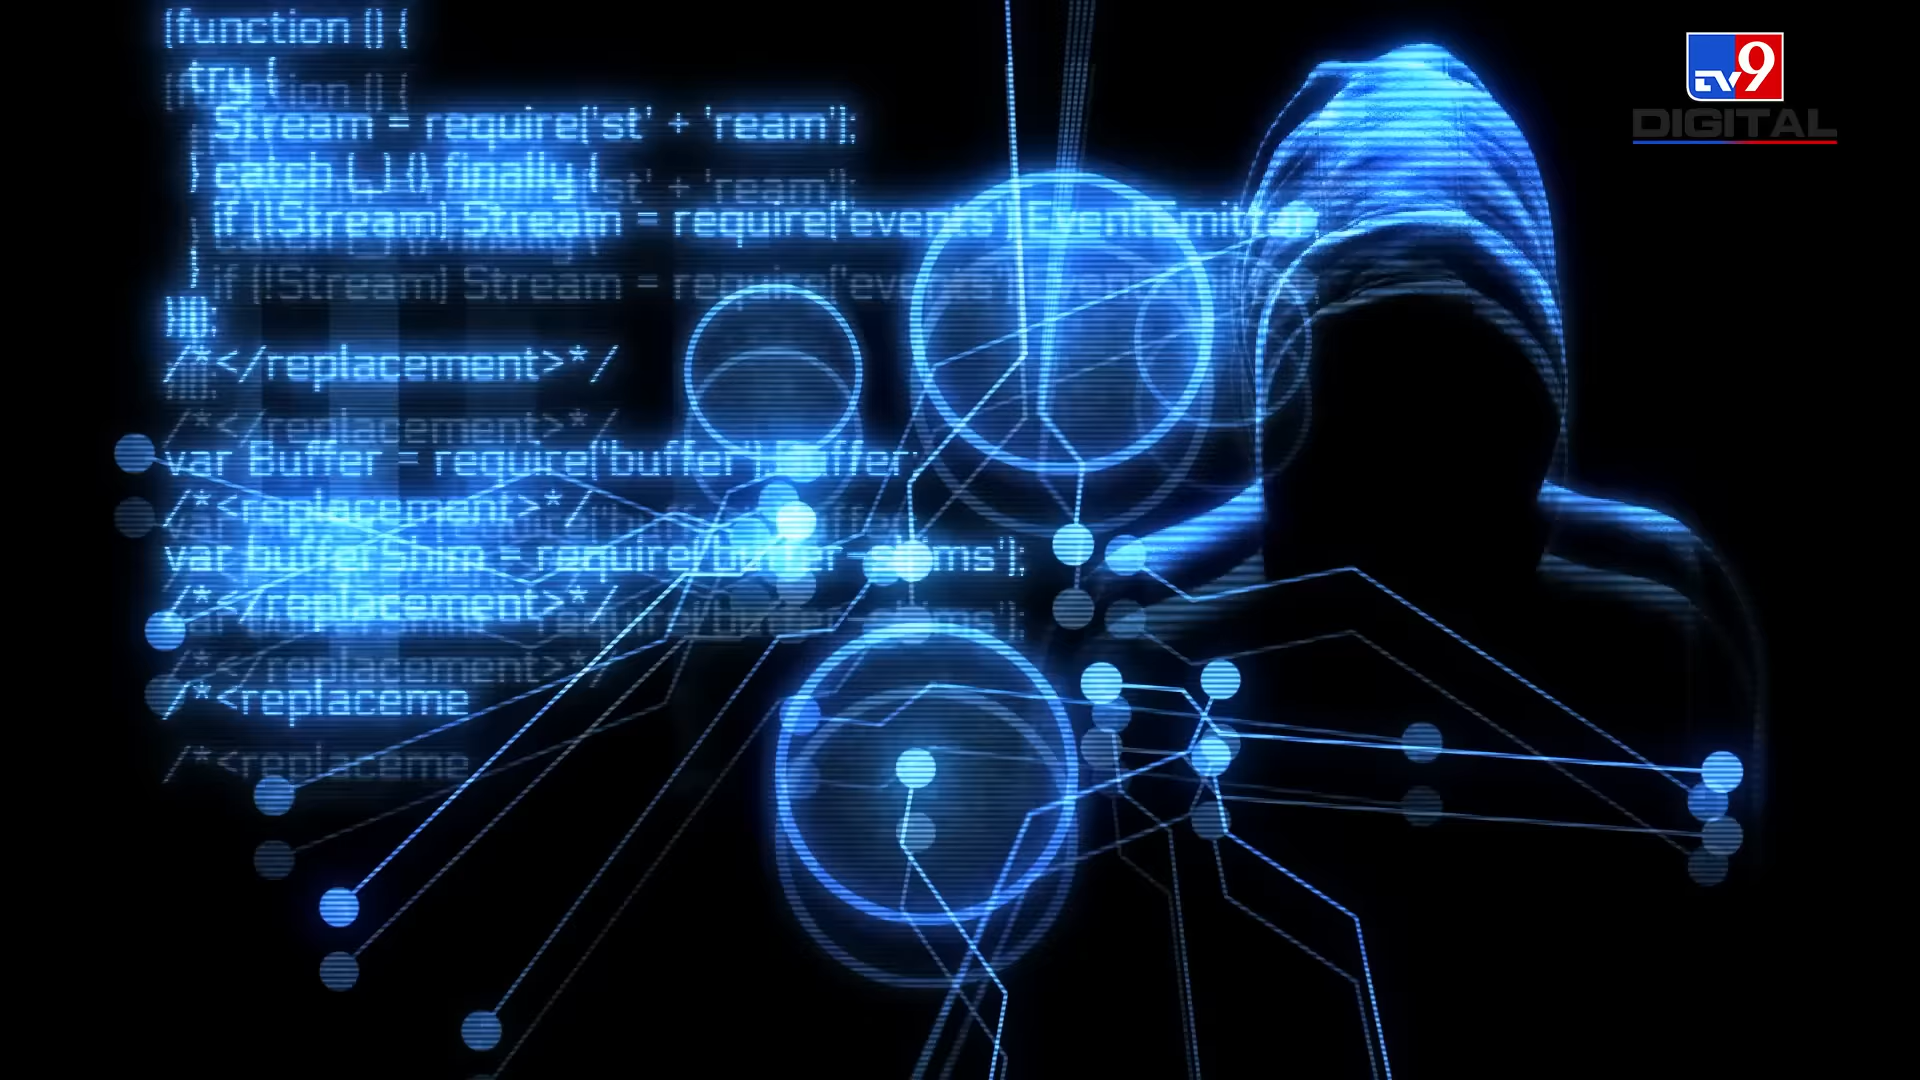 (function () {
try {
Stream = require('st' + 'ream');
} catch (_) {} finally {
if (!Stream) Stream = require('events').EventEmitter
}
})();
/*</replacement>*/
var Buffer = require('buffer').Buffer;
/*<replacement>*/
var bufferShim = require('buffer-shims');
/*</replacement>*/
/*<replaceme
TV9
DIGITAL